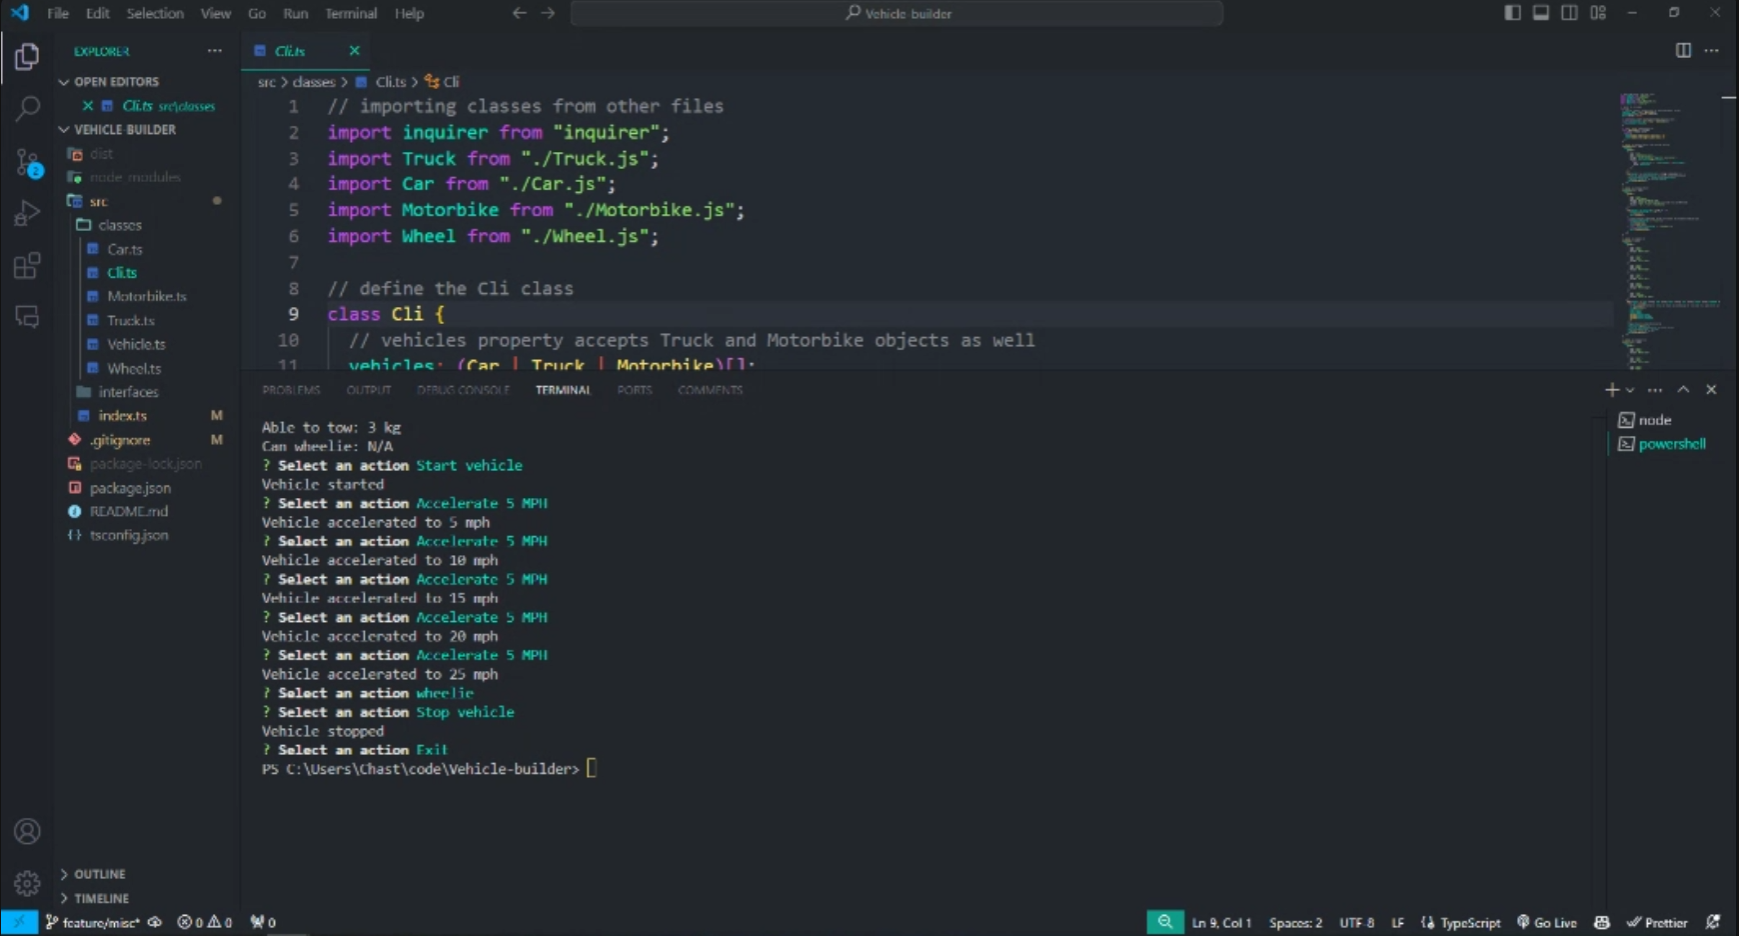 File Edit Selection View Go Run Terminal Help
Vehicle-builder
EXPLORER
OPEN EDITORS
Cli.ts src\classes
VEHICLE-BUILDER
dist
node_modules
src
classes
Car.ts
Cli.ts
Motorbike.ts
Truck.ts
Vehicle.ts
Wheel.ts
interfaces
index.ts M
.gitignore M
package-lock.json
package.json
README.md
tsconfig.json
OUTLINE
TIMELINE
Cli.ts
src > classes > Cli.ts > Cli
1 // importing classes from other files
2 import inquirer from "inquirer";
3 import Truck from "./Truck.js";
4 import Car from "./Car.js";
5 import Motorbike from "./Motorbike.js";
6 import Wheel from "./Wheel.js";
7
8 // define the Cli class
9 class Cli {
10 // vehicles property accepts Truck and Motorbike objects as well
11 vehicles: (Car | Truck | Motorbike)[];
PROBLEMS OUTPUT DEBUG CONSOLE TERMINAL PORTS COMMENTS
Able to tow: 3 kg
Can wheelie: N/A
? Select an action Start vehicle
Vehicle started
? Select an action Accelerate 5 MPH
Vehicle accelerated to 5 mph
? Select an action Accelerate 5 MPH
Vehicle accelerated to 10 mph
? Select an action Accelerate 5 MPH
Vehicle accelerated to 15 mph
? Select an action Accelerate 5 MPH
Vehicle accelerated to 20 mph
? Select an action Accelerate 5 MPH
Vehicle accelerated to 25 mph
? Select an action wheelie
? Select an action Stop vehicle
Vehicle stopped
? Select an action Exit
PS C:\Users\Chast\code\Vehicle-builder>
node
powershell
2
feature/misc* 0 0 0
Ln 9, Col 1 Spaces: 2 UTF-8 LF TypeScript Go Live Prettier